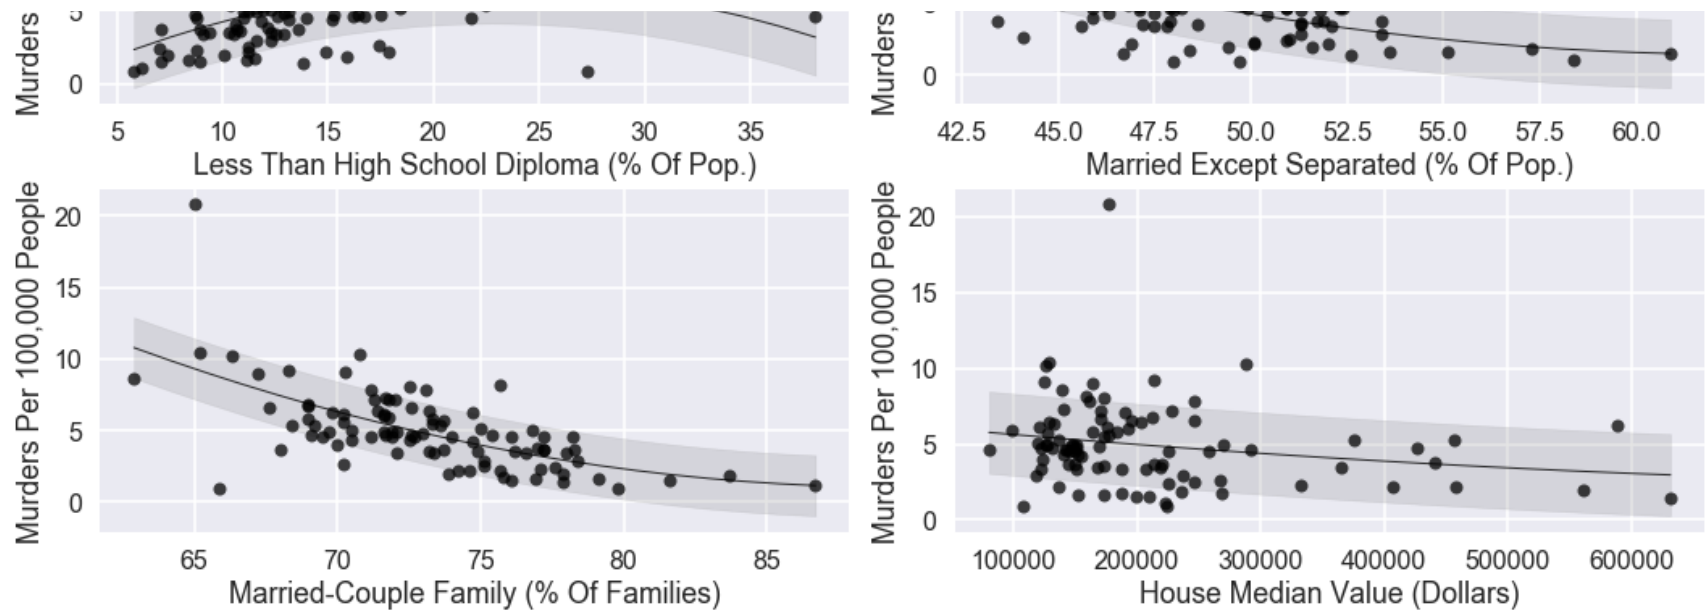 Murders
5
0
5 10 15 20 25 30 35
Less Than High School Diploma (% Of Pop.)
Murders
0
42.5 45.0 47.5 50.0 52.5 55.0 57.5 60.0
Married Except Separated (% Of Pop.)
Murders Per 100,000 People
20
15
10
5
0
65 70 75 80 85
Married-Couple Family (% Of Families)
Murders Per 100,000 People
20
15
10
5
0
100000 200000 300000 400000 500000 600000
House Median Value (Dollars)